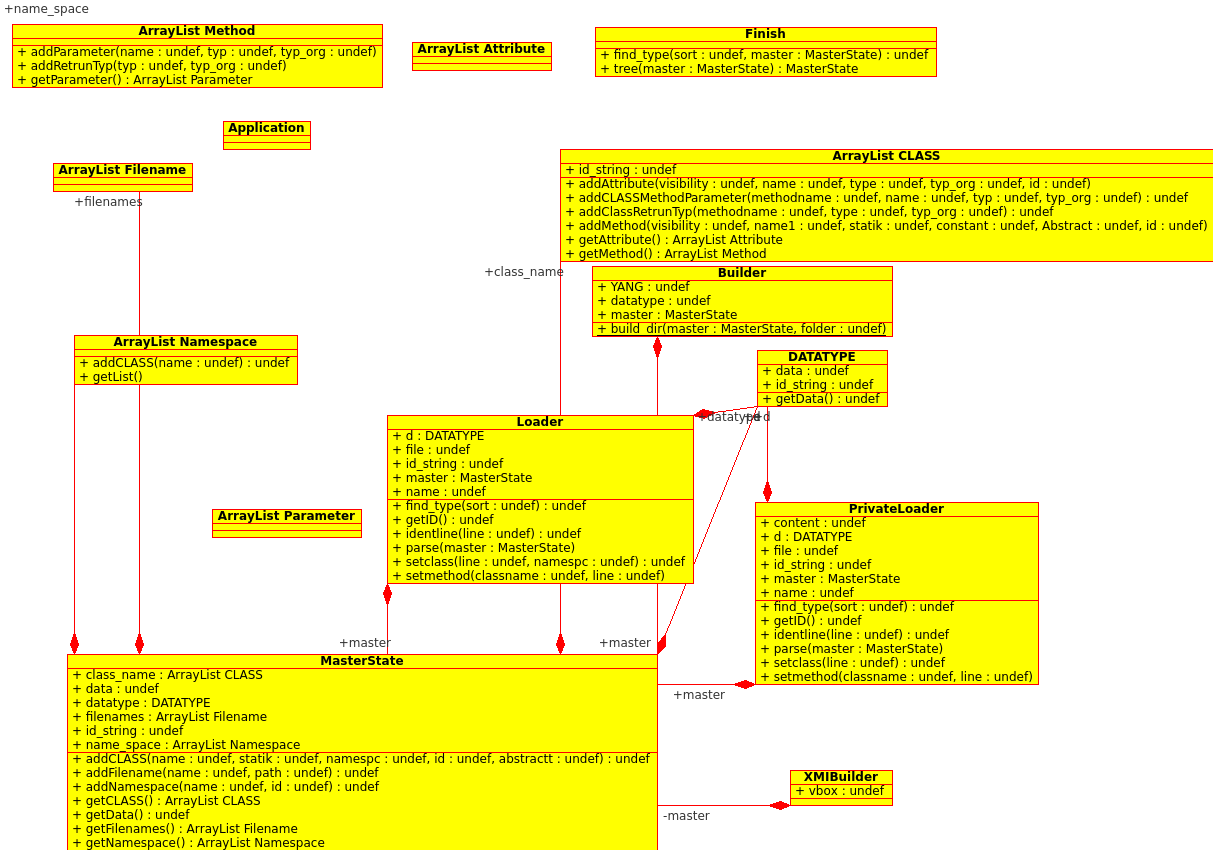 +name_space
ArrayList Method
+ addParameter(name : undef, typ : undef, typ_org : undef)
+ addRetrunTyp(typ : undef, typ_org : undef)
+ getParameter() : ArrayList Parameter
ArrayList Attribute
Finish
+ find_type(sort : undef, master : MasterState) : undef
+ tree(master : MasterState) : MasterState
Application
ArrayList Filename
+filenames
ArrayList CLASS
+ id_string : undef
+ addAttribute(visibility : undef, name : undef, type : undef, typ_org : undef, id : undef)
+ addCLASSMethodParameter(methodname : undef, name : undef, typ : undef, typ_org : undef) : undef
+ addClassRetrunTyp(methodname : undef, type : undef, typ_org : undef) : undef
+ addMethod(visibility : undef, name1 : undef, statik : undef, constant : undef, Abstract : undef, id : undef)
+ getAttribute() : ArrayList Attribute
+ getMethod() : ArrayList Method
+class_name
Builder
+ YANG : undef
+ datatype : undef
+ master : MasterState
+ build_dir(master : MasterState, folder : undef)
ArrayList Namespace
+ addCLASS(name : undef) : undef
+ getList()
DATATYPE
+ data : undef
+ id_string : undef
+ getData() : undef
+datatype
+d
Loader
+ d : DATATYPE
+ file : undef
+ id_string : undef
+ master : MasterState
+ name : undef
+ find_type(sort : undef) : undef
+ getID() : undef
+ identline(line : undef) : undef
+ parse(master : MasterState)
+ setclass(line : undef, namespc : undef) : undef
+ setmethod(classname : undef, line : undef)
ArrayList Parameter
PrivateLoader
+ content : undef
+ d : DATATYPE
+ file : undef
+ id_string : undef
+ master : MasterState
+ name : undef
+ find_type(sort : undef) : undef
+ getID() : undef
+ identline(line : undef) : undef
+ parse(master : MasterState)
+ setclass(line : undef) : undef
+ setmethod(classname : undef, line : undef)
+master
+master
+master
MasterState
+ class_name : ArrayList CLASS
+ data : undef
+ datatype : DATATYPE
+ filenames : ArrayList Filename
+ id_string : undef
+ name_space : ArrayList Namespace
+ addCLASS(name : undef, statik : undef, namespc : undef, id : undef, abstractt : undef) : undef
+ addFilename(name : undef, path : undef) : undef
+ addNamespace(name : undef, id : undef) : undef
+ getCLASS() : ArrayList CLASS
+ getData() : undef
+ getFilenames() : ArrayList Filename
+ getNamespace() : ArrayList Namespace
XMIBuilder
+ vbox : undef
-master